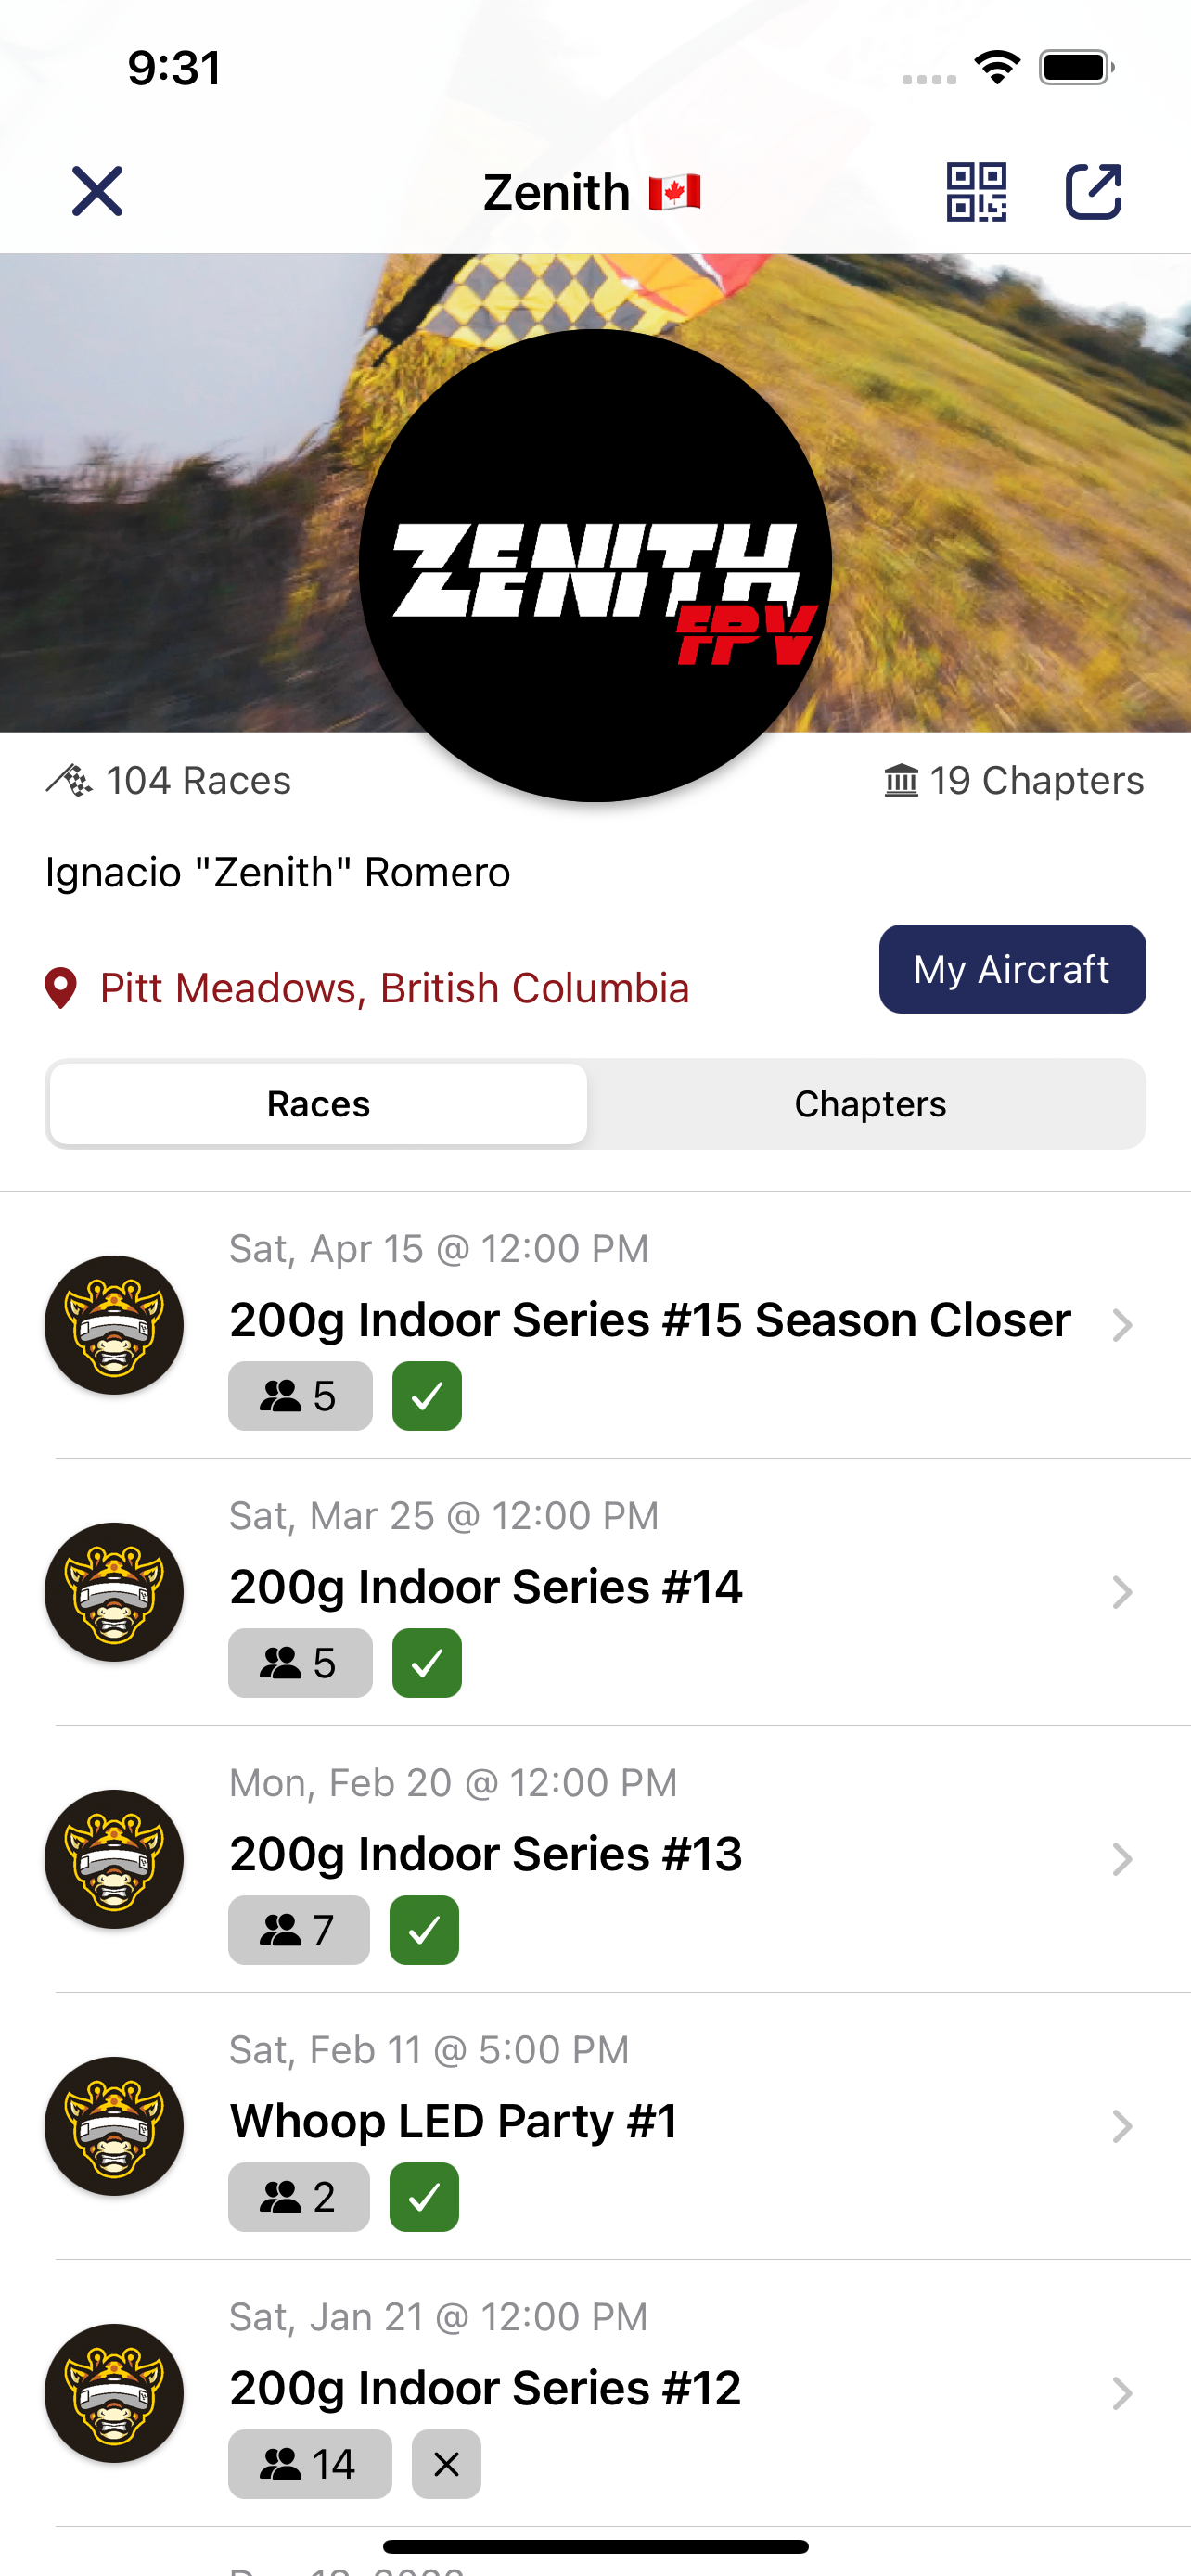 9:31
Zenith 🇨🇦
ZENITH
FPV
104 Races
19 Chapters
Ignacio "Zenith" Romero
My Aircraft
Pitt Meadows, British Columbia
Races
Chapters
Sat, Apr 15 @ 12:00 PM
200g Indoor Series #15 Season Closer
5
Sat, Mar 25 @ 12:00 PM
200g Indoor Series #14
5
Mon, Feb 20 @ 12:00 PM
200g Indoor Series #13
7
Sat, Feb 11 @ 5:00 PM
Whoop LED Party #1
2
Sat, Jan 21 @ 12:00 PM
200g Indoor Series #12
14